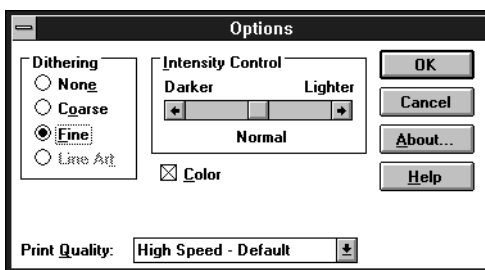 Options
Dithering
None
Coarse
Fine
Line Art
Intensity Control
Darker Lighter
Normal
Color
OK
Cancel
About...
Help
Print Quality: High Speed - Default